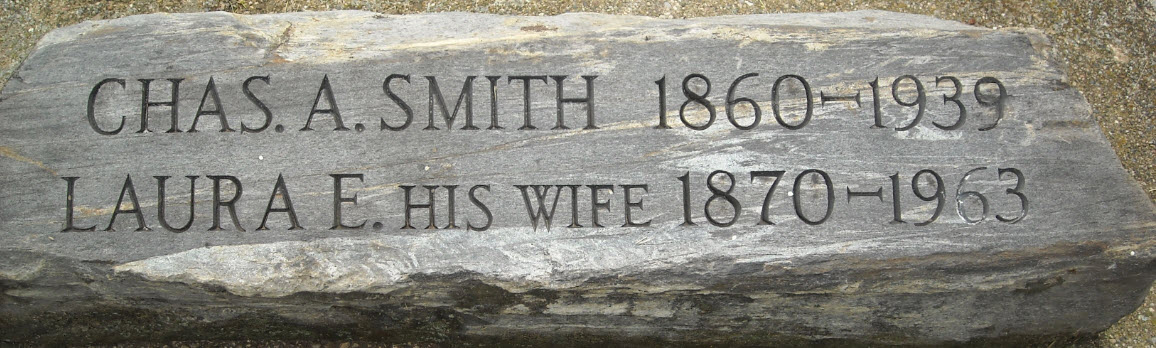 CHAS. A. SMITH 1860-1939
LAURA E. HIS WIFE 1870-1963